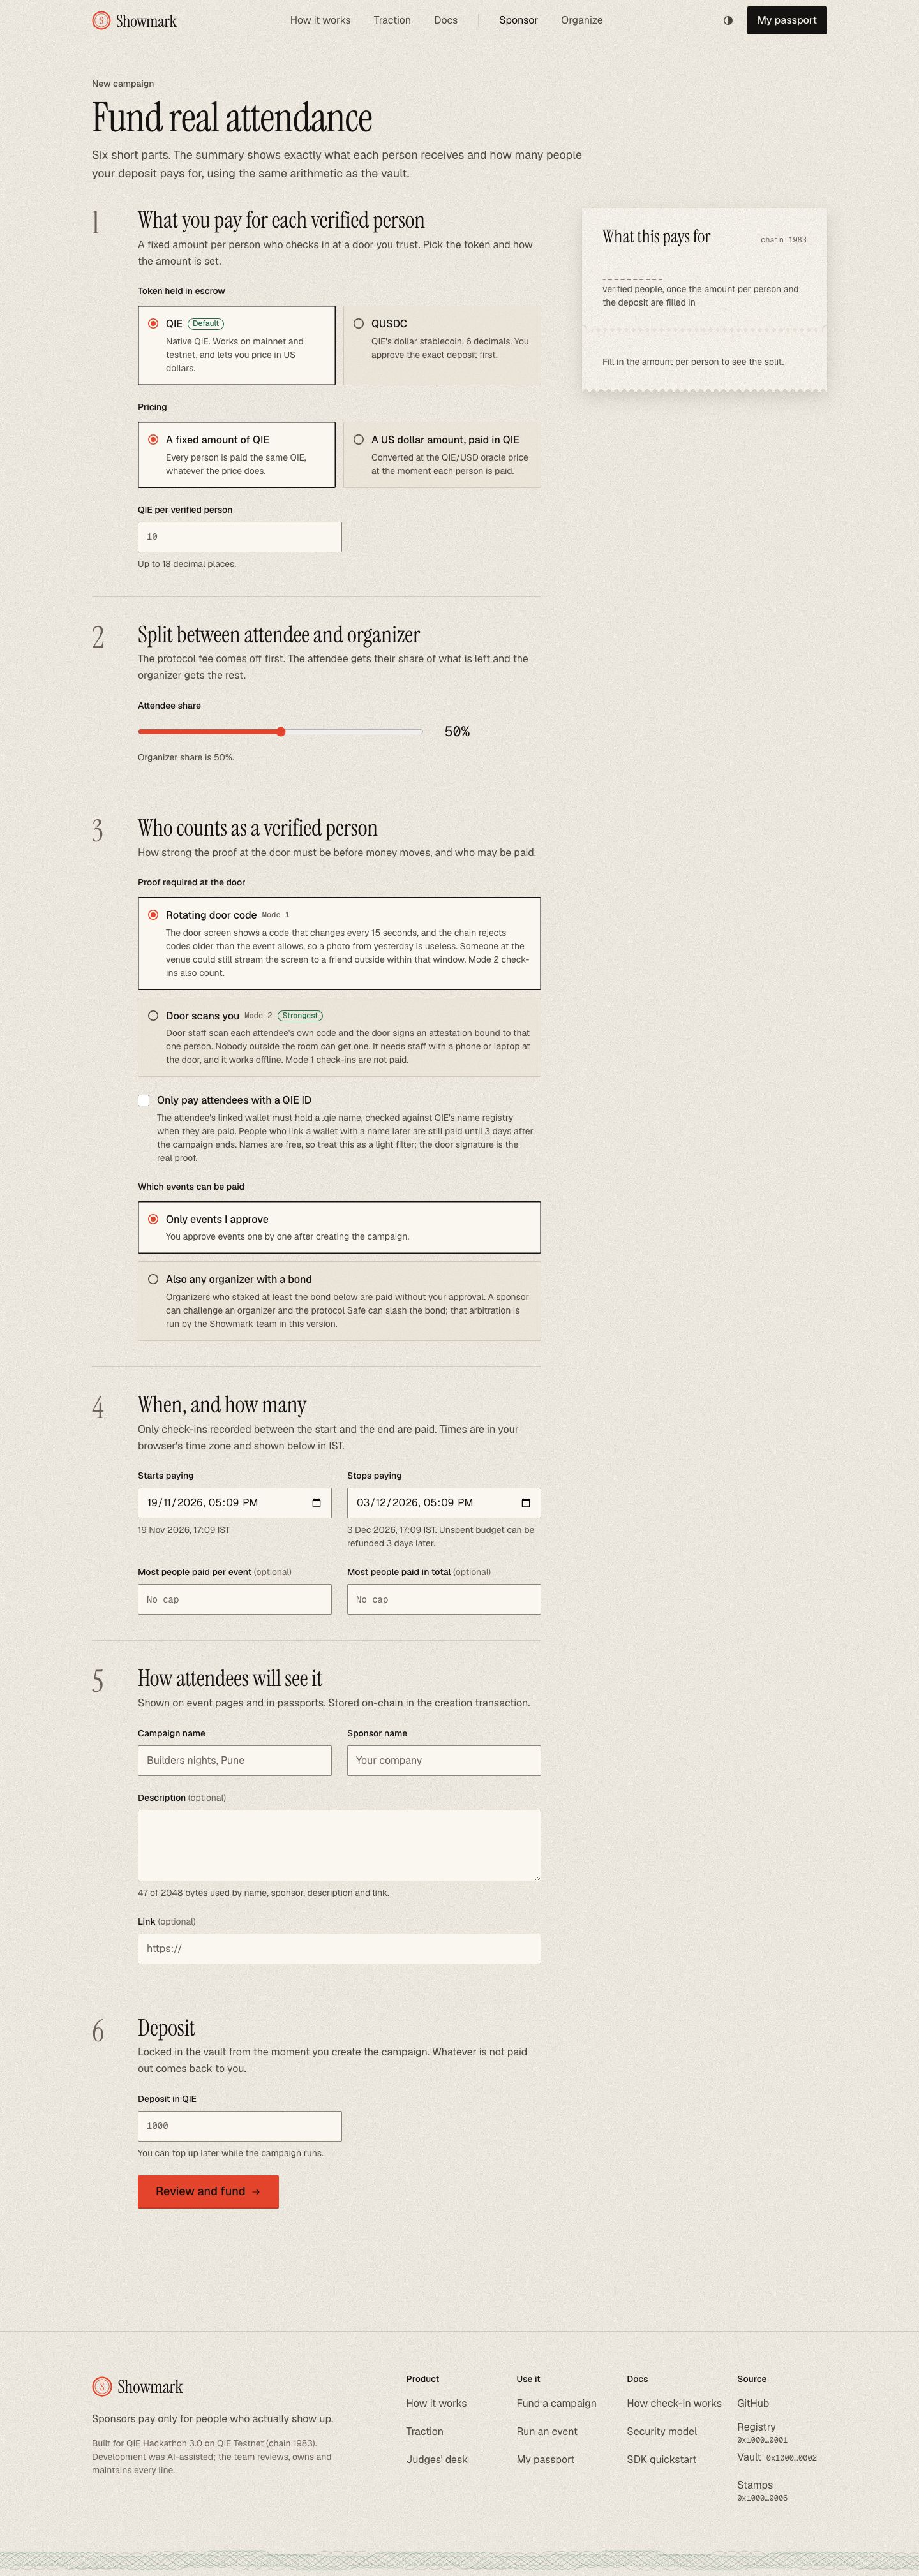 S Showmark
How it works
Traction
Docs
Sponsor
Organize
My passport
New campaign
Fund real attendance
Six short parts. The summary shows exactly what each person receives and how many people
your deposit pays for, using the same arithmetic as the vault.
1
What you pay for each verified person
A fixed amount per person who checks in at a door you trust. Pick the token and how
the amount is set.
Token held in escrow
QIE Default
Native QIE. Works on mainnet and
testnet, and lets you price in US
dollars.
QUSDC
QIE's dollar stablecoin, 6 decimals. You
approve the exact deposit first.
Pricing
A fixed amount of QIE
Every person is paid the same QIE,
whatever the price does.
A US dollar amount, paid in QIE
Converted at the QIE/USD oracle price
at the moment each person is paid.
QIE per verified person
10
Up to 18 decimal places.
What this pays for
chain 1983
verified people, once the amount per person and
the deposit are filled in
Fill in the amount per person to see the split.
2
Split between attendee and organizer
The protocol fee comes off first. The attendee gets their share of what is left and the
organizer gets the rest.
Attendee share
50%
Organizer share is 50%.
3
Who counts as a verified person
How strong the proof at the door must be before money moves, and who may be paid.
Proof required at the door
Rotating door code Mode 1
The door screen shows a code that changes every 15 seconds, and the chain rejects
codes older than the event allows, so a photo from yesterday is useless. Someone at the
venue could still stream the screen to a friend outside within that window. Mode 2 check-
ins also count.
Door scans you Mode 2 Strongest
Door staff scan each attendee's own code and the door signs an attestation bound to that
one person. Nobody outside the room can get one. It needs staff with a phone or laptop at
the door, and it works offline. Mode 1 check-ins are not paid.
Only pay attendees with a QIE ID
The attendee's linked wallet must hold a .qie name, checked against QIE's name registry
when they are paid. People who link a wallet with a name later are still paid until 3 days after
the campaign ends. Names are free, so treat this as a light filter; the door signature is the
real proof.
Which events can be paid
Only events I approve
You approve events one by one after creating the campaign.
Also any organizer with a bond
Organizers who staked at least the bond below are paid without your approval. A sponsor
can challenge an organizer and the protocol Safe can slash the bond; that arbitration is
run by the Showmark team in this version.
4
When, and how many
Only check-ins recorded between the start and the end are paid. Times are in your
browser's time zone and shown below in IST.
Starts paying
19/11/2026, 05:09 PM
19 Nov 2026, 17:09 IST
Stops paying
03/12/2026, 05:09 PM
3 Dec 2026, 17:09 IST. Unspent budget can be
refunded 3 days later.
Most people paid per event (optional)
No cap
Most people paid in total (optional)
No cap
5
How attendees will see it
Shown on event pages and in passports. Stored on-chain in the creation transaction.
Campaign name
Builders nights, Pune
Sponsor name
Your company
Description (optional)
47 of 2048 bytes used by name, sponsor, description and link.
Link (optional)
https://
6
Deposit
Locked in the vault from the moment you create the campaign. Whatever is not paid
out comes back to you.
Deposit in QIE
1000
You can top up later while the campaign runs.
Review and fund →
S Showmark
Sponsors pay only for people who actually show up.
Built for QIE Hackathon 3.0 on QIE Testnet (chain 1983).
Development was AI-assisted; the team reviews, owns and
maintains every line.
Product
How it works
Traction
Judges' desk
Use it
Fund a campaign
Run an event
My passport
Docs
How check-in works
Security model
SDK quickstart
Source
GitHub
Registry
0x1000…0001
Vault 0x1000…0002
Stamps
0x1000…0006